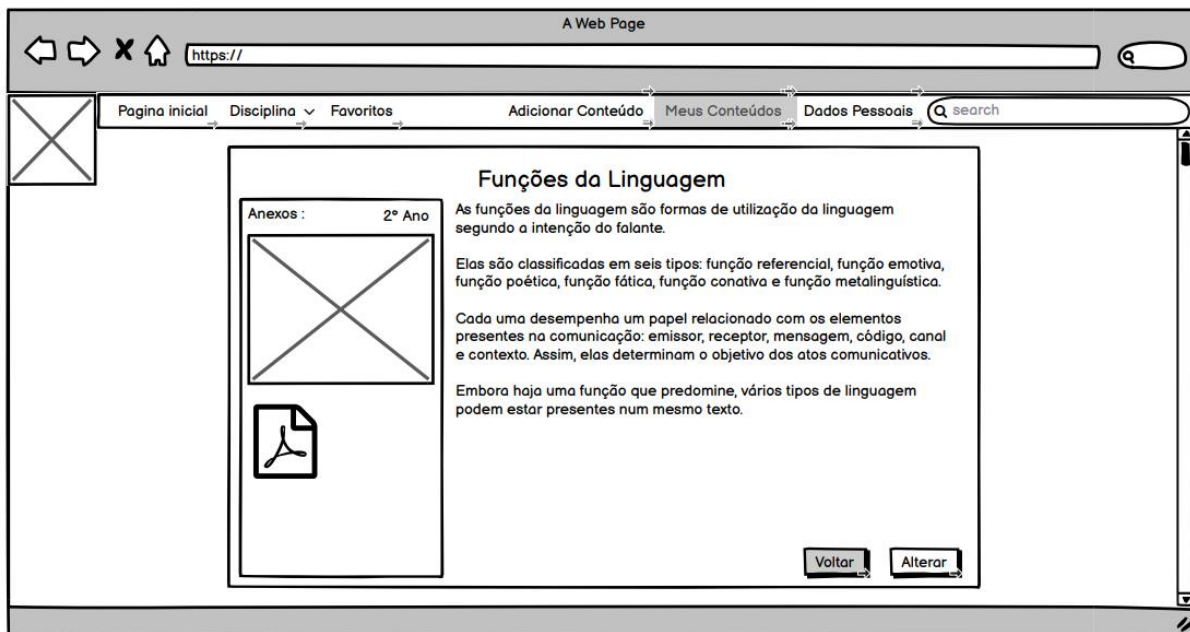 A Web Page
https://
Pagina inicial Disciplina Favoritos Adicionar Conteúdo Meus Conteúdos Dados Pessoais search
Funções da Linguagem
Anexos : 2º Ano
As funções da linguagem são formas de utilização da linguagem
segundo a intenção do falante.
Elas são classificadas em seis tipos: função referencial, função emotiva,
função poética, função fática, função conativa e função metalinguística.
Cada uma desempenha um papel relacionado com os elementos
presentes na comunicação: emissor, receptor, mensagem, código, canal
e contexto. Assim, elas determinam o objetivo dos atos comunicativos.
Embora haja uma função que predomine, vários tipos de linguagem
podem estar presentes num mesmo texto.
Voltar Alterar